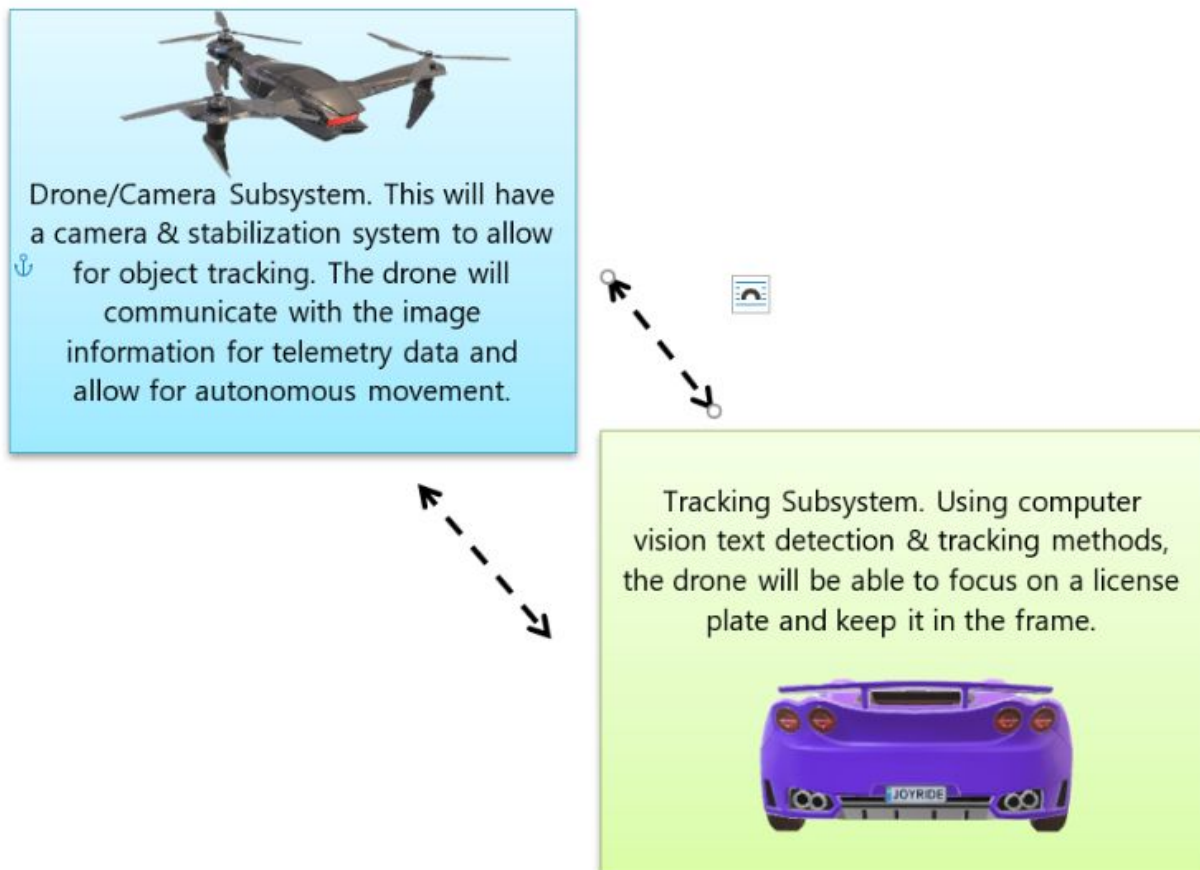 Drone/Camera Subsystem. This will have
a camera & stabilization system to allow
for object tracking. The drone will
communicate with the image
information for telemetry data and
allow for autonomous movement.
Tracking Subsystem. Using computer
vision text detection & tracking methods,
the drone will be able to focus on a license
plate and keep it in the frame.
JOYRIDE